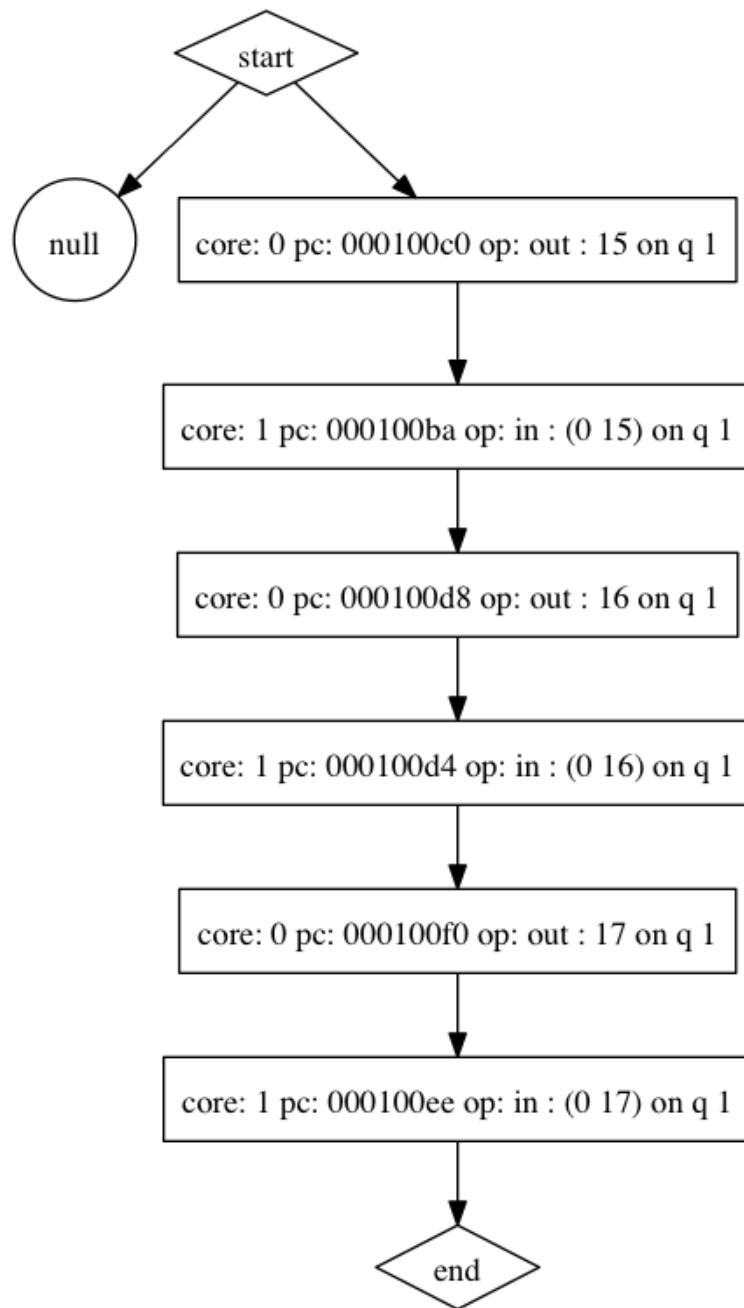 start
null
core: 0 pc: 000100c0 op: out : 15 on q 1
core: 1 pc: 000100ba op: in : (0 15) on q 1
core: 0 pc: 000100d8 op: out : 16 on q 1
core: 1 pc: 000100d4 op: in : (0 16) on q 1
core: 0 pc: 000100f0 op: out : 17 on q 1
core: 1 pc: 000100ee op: in : (0 17) on q 1
end